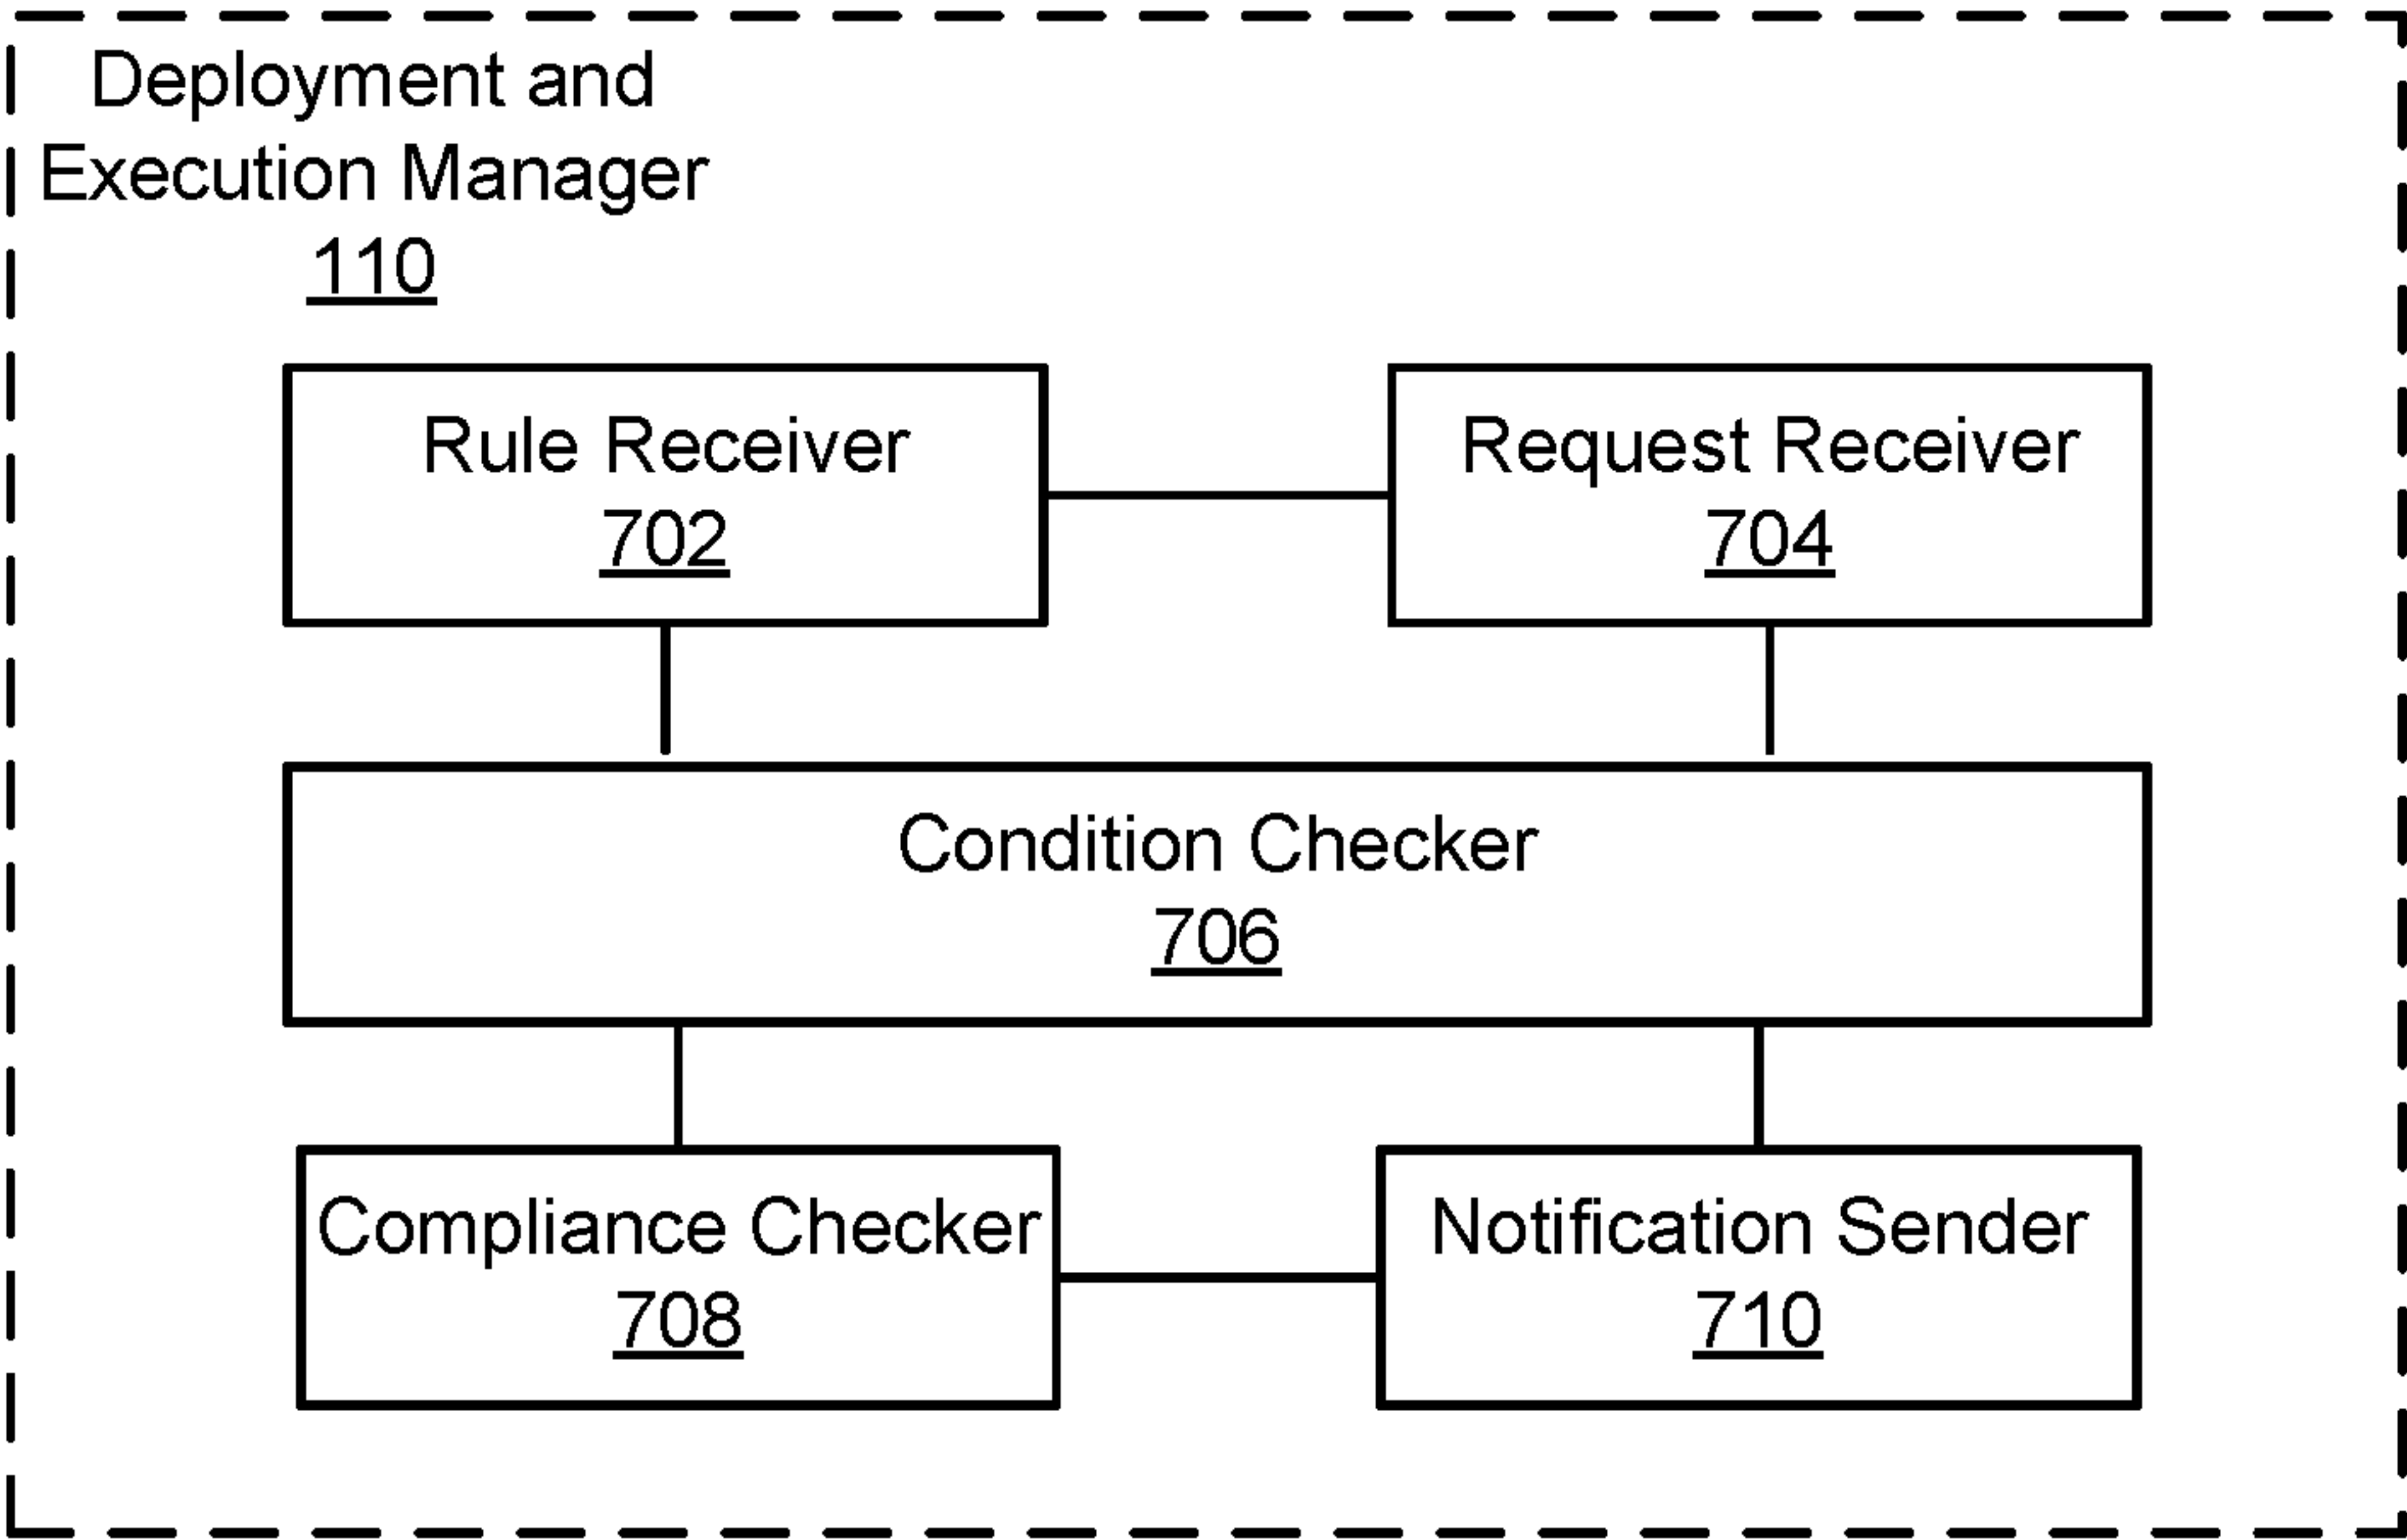 Deployment and
Execution Manager
110
Rule Receiver
702
Request Receiver
704
Condition Checker
706
Compliance Checker
708
Notification Sender
710